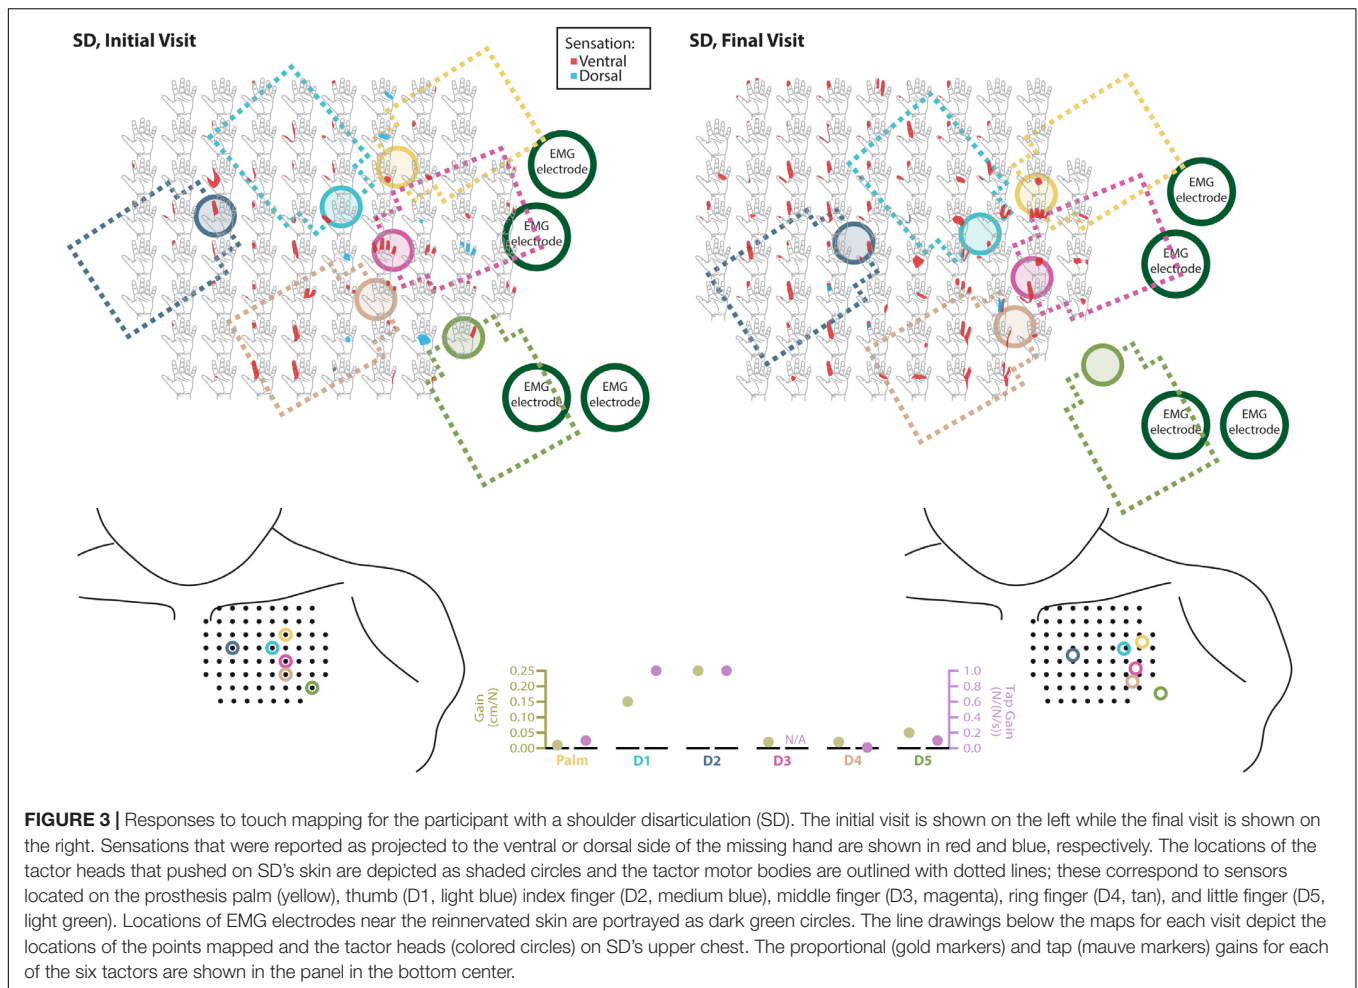 SD, Initial Visit
Sensation:
Ventral
Dorsal
SD, Final Visit
EMG
electrode
EMG
electrode
EMG
electrode
EMG
electrode
EMG
electrode
EMG
electrode
EMG
electrode
EMG
electrode
Gain
(cm/N)
0.25
0.20
0.15
0.10
0.05
0.00
N/A
Palm
D1
D2
D3
D4
D5
1.0
0.8
0.6
0.4
0.2
0.0
Tap Gain
(N/(N/s))
FIGURE 3 | Responses to touch mapping for the participant with a shoulder disarticulation (SD). The initial visit is shown on the left while the final visit is shown on
the right. Sensations that were reported as projected to the ventral or dorsal side of the missing hand are shown in red and blue, respectively. The locations of the
tactor heads that pushed on SD's skin are depicted as shaded circles and the tactor motor bodies are outlined with dotted lines; these correspond to sensors
located on the prosthesis palm (yellow), thumb (D1, light blue) index finger (D2, medium blue), middle finger (D3, magenta), ring finger (D4, tan), and little finger (D5,
light green). Locations of EMG electrodes near the reinnervated skin are portrayed as dark green circles. The line drawings below the maps for each visit depict the
locations of the points mapped and the tactor heads (colored circles) on SD's upper chest. The proportional (gold markers) and tap (mauve markers) gains for each
of the six tactors are shown in the panel in the bottom center.